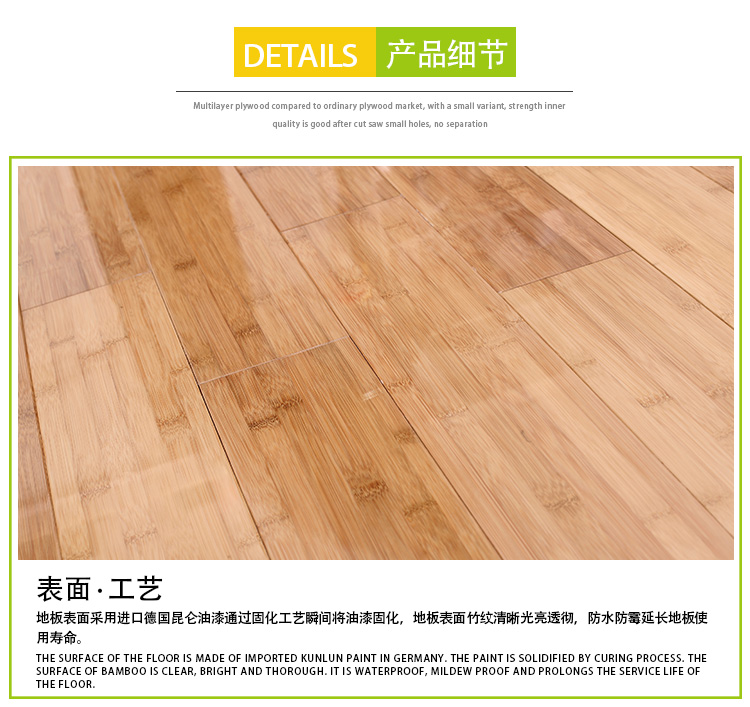 DETAILS 产品细节
Multilayer plywood compared to ordinary plywood market, with a small variant, strength inner
quality is good after cut saw small holes, no separation
表面·工艺
地板表面采用进口德国昆仑油漆通过固化工艺瞬间将油漆固化，地板表面竹纹清晰光亮透彻，防水防霉延长地板使
用寿命。
THE SURFACE OF THE FLOOR IS MADE OF IMPORTED KUNLUN PAINT IN GERMANY. THE PAINT IS SOLIDIFIED BY CURING PROCESS. THE
SURFACE OF BAMBOO IS CLEAR, BRIGHT AND THOROUGH. IT IS WATERPROOF, MILDEW PROOF AND PROLONGS THE SERVICE LIFE OF
THE FLOOR.